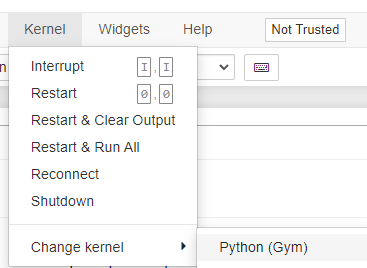 Kernel Widgets Help Not Trusted
n
Interrupt I,I
Restart 0,0
Restart & Clear Output
Restart & Run All
Reconnect
Shutdown
Change kernel Python (Gym)